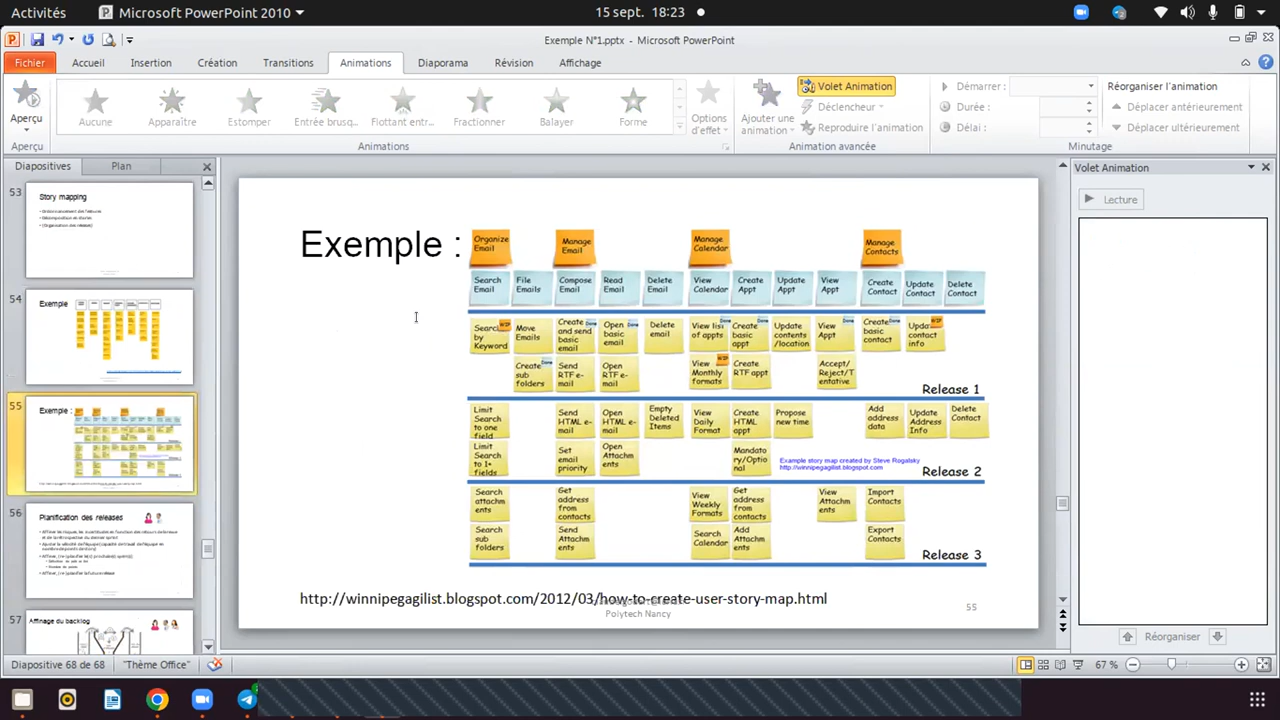 Activités
Microsoft PowerPoint 2010
15 sept. 18:23
Exemple N°1.pptx - Microsoft PowerPoint
Fichier Accueil Insertion Création Transitions Animations Diaporama Révision Affichage
Aperçu
Aucune Apparaître Estomper Entrée brusq... Flottant entr... Fractionner Balayer Forme
Options d'effet
Ajouter une animation
Volet Animation
Déclencheur
Reproduire l'animation
Démarrer :
Durée :
Délai :
Réorganiser l'animation
Déplacer antérieurement
Déplacer ultérieurement
Aperçu Animations Animation avancée Minutage
Diapositives Plan
Volet Animation
Lecture
53
Story mapping
54
Exemple
55
Exemple :
56
Planification des releases
57
Affinage du backlog
Exemple :
Organize Email
Manage Email
Manage Calendar
Manage Contacts
Search Email
File Emails
Compose Email
Read Email
Delete Email
View Calendar
Create Appt
Update Appt
View Appt
Create Contact
Update Contact
Delete Contact
Search by Keyword
WIP
Move Emails
Create and send basic email
Done
Open basic email
Done
Delete email
View list of appts
Done
Create basic appt
Done
Update contents /location
View Appt
Done
Create basic contact
Done
Update contact info
WIP
Create sub folders
Done
Send RTF e-mail
Open RTF e-mail
View Monthly formats
WIP
Create RTF appt
Accept/ Reject/T entative
Release 1
Limit Search to one field
Send HTML e-mail
Open HTML e-mail
Empty Deleted Items
View Daily Format
Create HTML appt
Propose new time
Add address data
Update Address Info
Delete Contact
Limit Search to 1+ fields
Set email priority
Open Attachm ents
Mandato ry/Optio nal
Example story map created by Steve Rogalsky
http://winnipegagilist.blogspot.com
Release 2
Search attachm ents
Get address from contacts
View Weekly Formats
Get address from contacts
View Attachm ents
Import Contacts
Search sub folders
Send Attachm ents
Search Calendar
Add Attachm ents
Export Contacts
Release 3
http://winnipegagilist.blogspot.com/2012/03/how-to-create-user-story-map.html
Polytech Nancy
55
Réorganiser
Diapositive 68 de 68
"Thème Office"
67 %